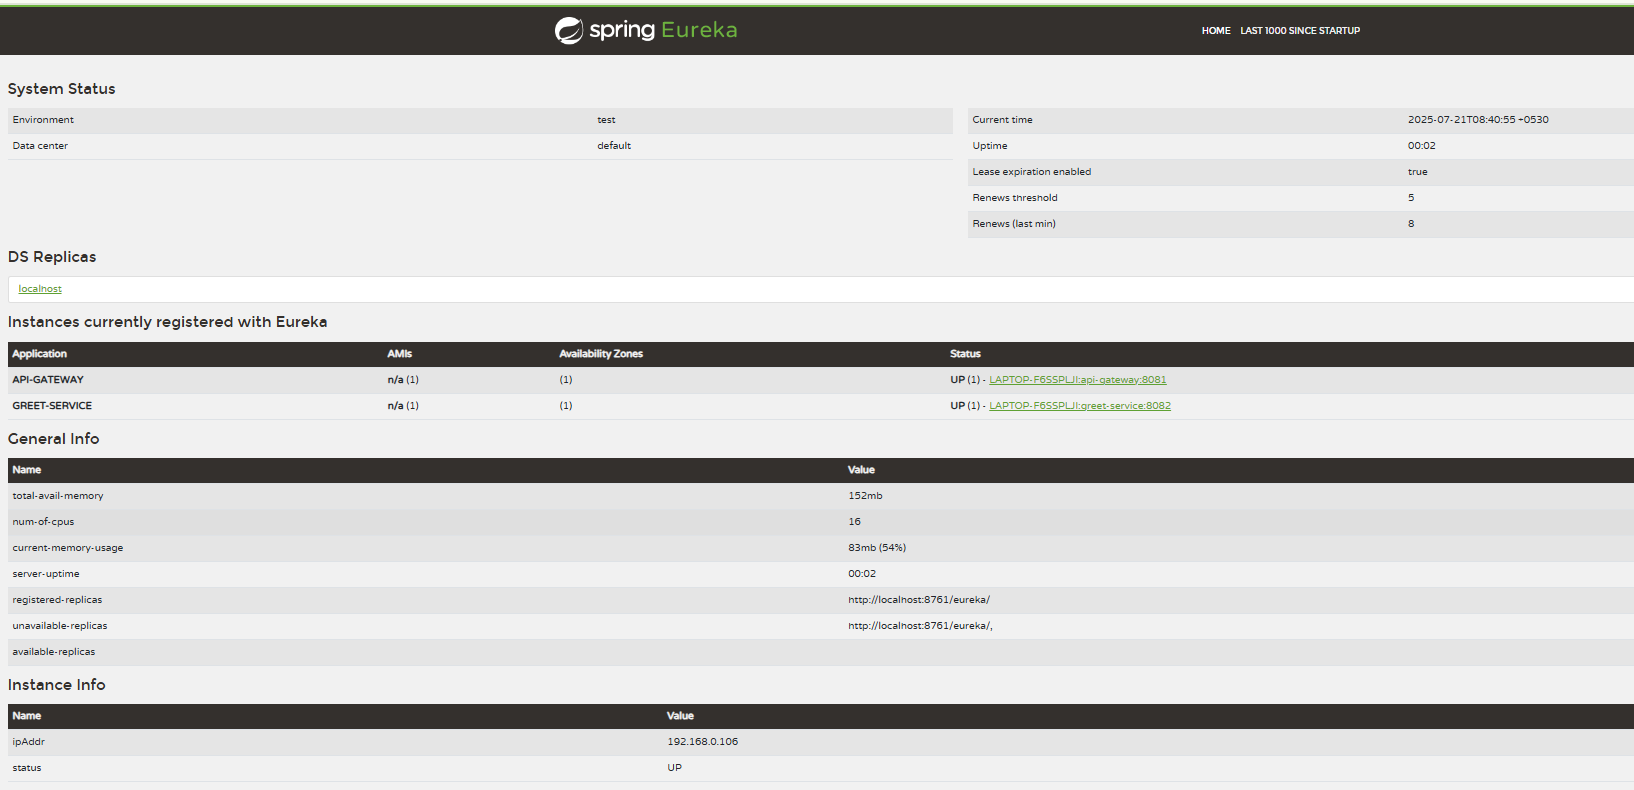 spring Eureka
HOME LAST 1000 SINCE STARTUP
System Status
Environment test
Data center default
Current time 2025-07-21T08:40:55 +0530
Uptime 00:02
Lease expiration enabled true
Renews threshold 5
Renews (last min) 8
DS Replicas
localhost
Instances currently registered with Eureka
Application AMIs Availability Zones Status
API-GATEWAY n/a (1) (1) UP (1) - LAPTOP-F6SSPLJI:api-gateway:8081
GREET-SERVICE n/a (1) (1) UP (1) - LAPTOP-F6SSPLJI:greet-service:8082
General Info
Name Value
total-avail-memory 152mb
num-of-cpus 16
current-memory-usage 83mb (54%)
server-uptime 00:02
registered-replicas http://localhost:8761/eureka/
unavailable-replicas http://localhost:8761/eureka/,
available-replicas
Instance Info
Name Value
ipAddr 192.168.0.106
status UP